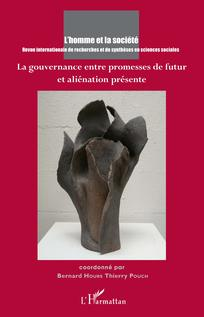 L'homme et la société
Revue internationale de recherches et de synthèses en sciences sociales
La gouvernance entre promesses de futur
et aliénation présente
coordonné par
Bernard HOURS Thierry POUCH
L'Harmattan